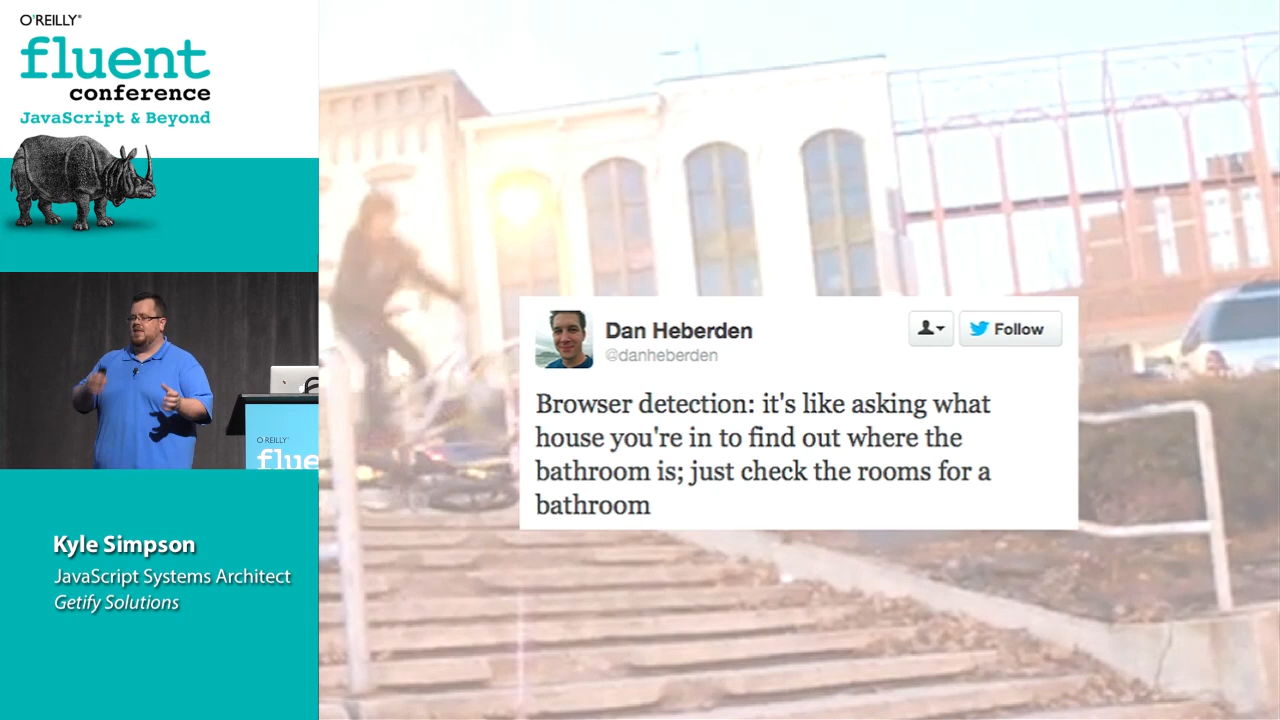 O'REILLY®
fluent
conference
JavaScript & Beyond
O'REILLY®
flue
Kyle Simpson
JavaScript Systems Architect
Getify Solutions
Dan Heberden
@danheberden
Follow
Browser detection: it's like asking what
house you're in to find out where the
bathroom is; just check the rooms for a
bathroom